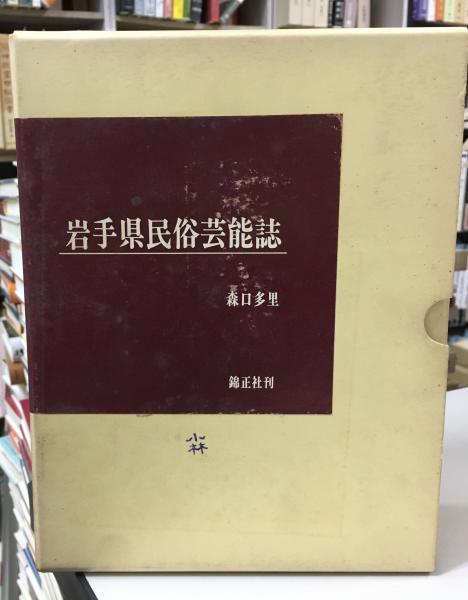 岩手県民俗芸能誌
森口多里
錦正社刊
小林